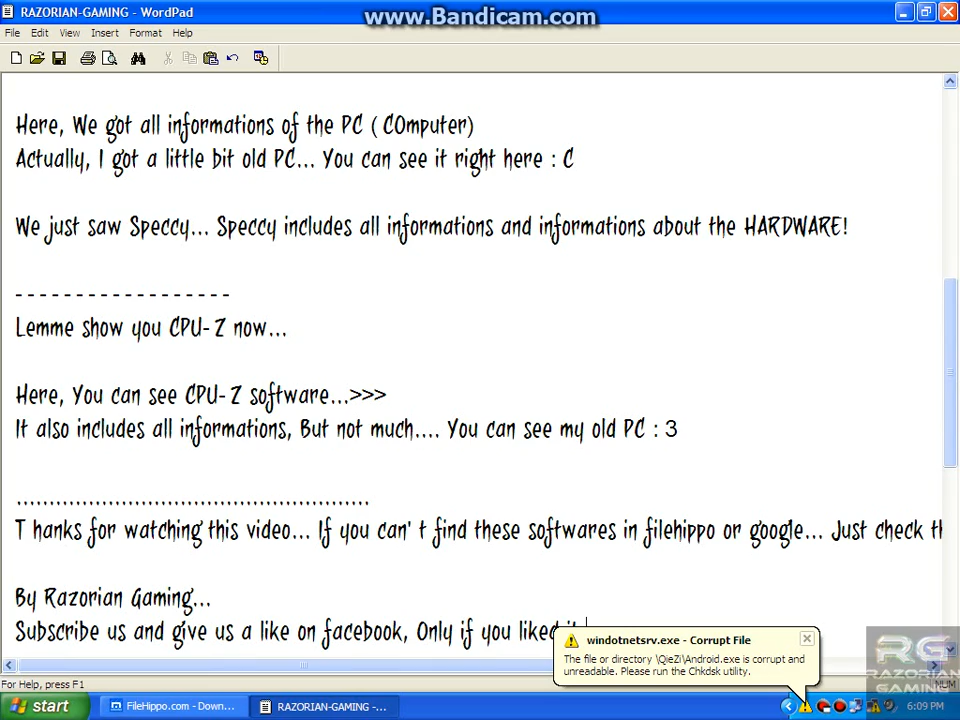 www.Bandicam.com
RAZORIAN-GAMING - WordPad
File Edit View Insert Format Help
Here, We got all informations of the PC ( COmputer)
Actually, I got a little bit old PC... You can see it right here : C
We just saw Speccy... Speccy includes all informations and informations about the HARDWARE!
- - - - - - - - - - - - - - - - - -
Lemme show you CPU-Z now...
Here, You can see CPU-Z software...>>>
It also includes all informations, But not much.... You can see my old PC : 3
......................................................
T hanks for watching this video... If you can' t find these softwares in filehippo or google... Just check th
By Razorian Gaming...
Subscribe us and give us a like on facebook, Only if you liked it
windotnetsrv.exe - Corrupt File
The file or directory \QieZi\Android.exe is corrupt and
unreadable. Please run the Chkdsk utility.
RG
RAZORIAN
GAMING
For Help, press F1
NUM
start
FileHippo.com - Down...
RAZORIAN-GAMING -...
6:09 PM